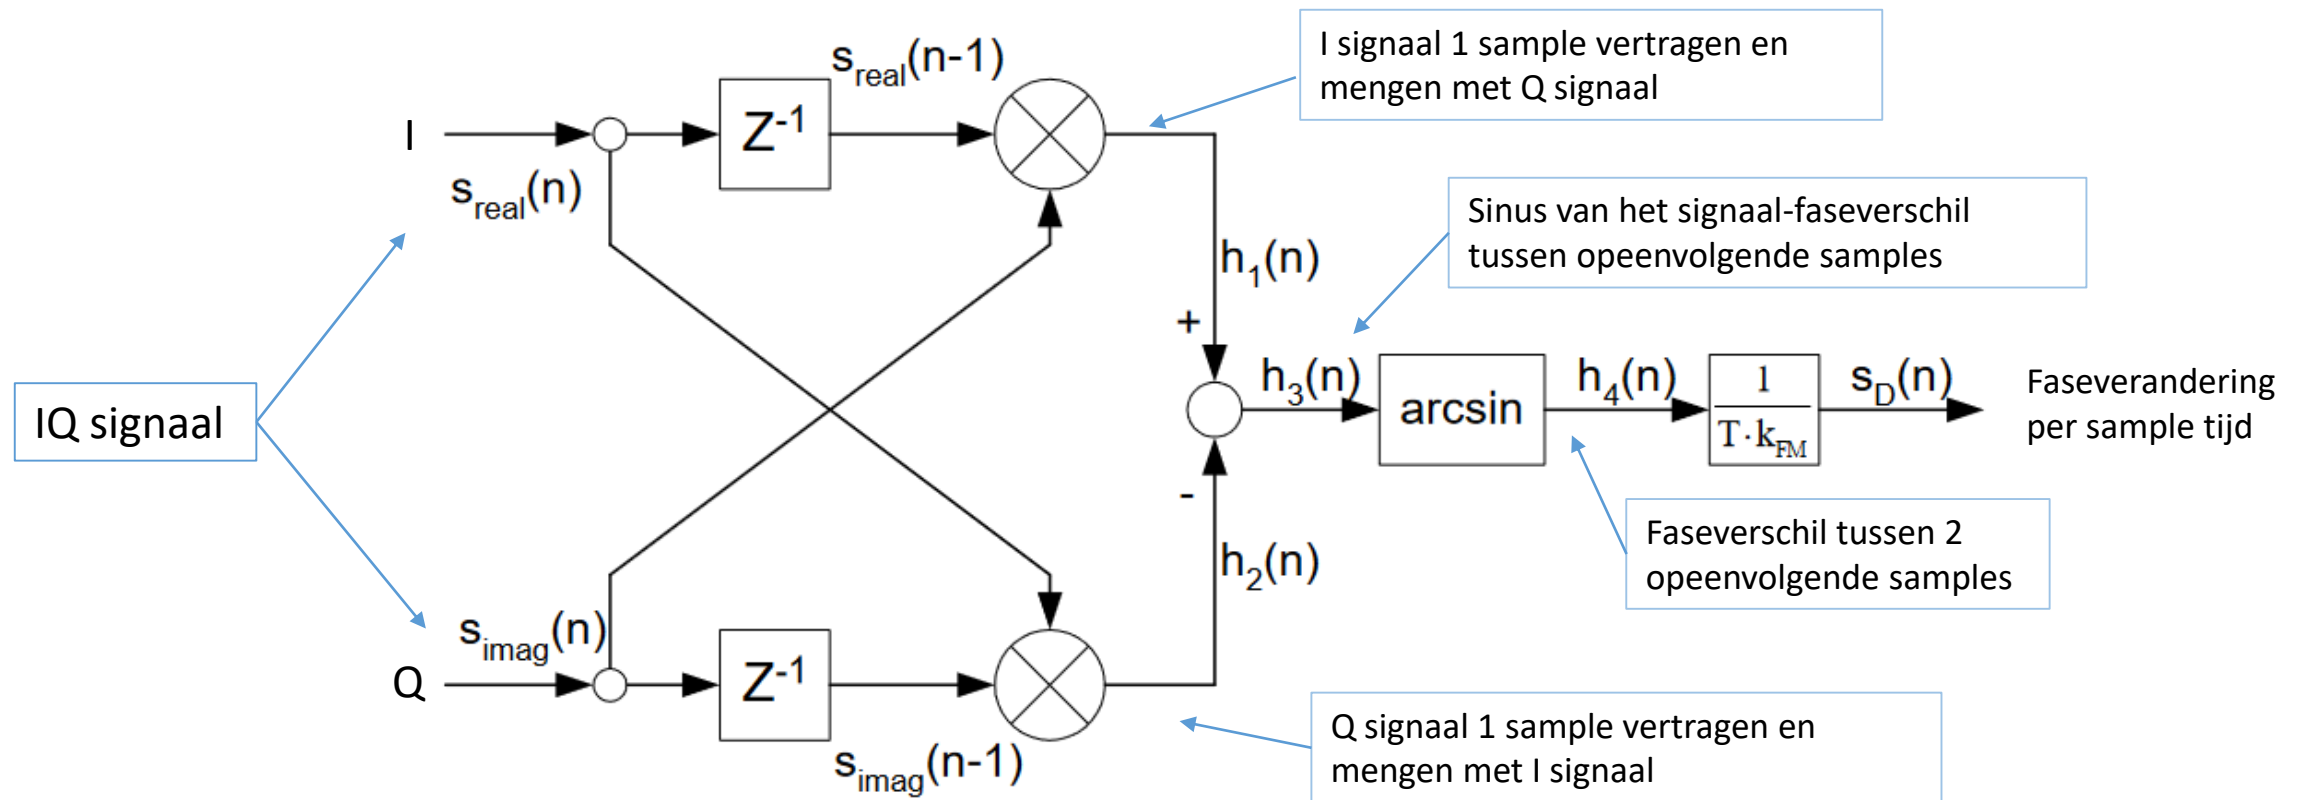 I signaal 1 sample vertragen en
mengen met Q signaal
s_real(n-1)
I
Z^-1
s_real(n)
Sinus van het signaal-faseverschil
tussen opeenvolgende samples
h_1(n)
+
IQ signaal
h_3(n)
arcsin
h_4(n)
1
T·k_FM
s_D(n)
Faseverandering
per sample tijd
-
h_2(n)
Faseverschil tussen 2
opeenvolgende samples
s_imag(n)
Q
Z^-1
s_imag(n-1)
Q signaal 1 sample vertragen en
mengen met I signaal